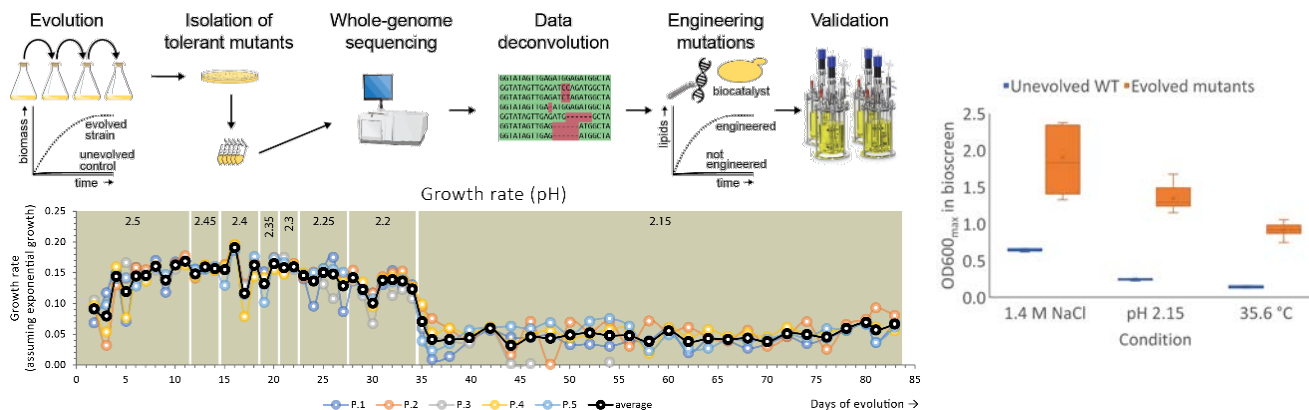 Evolution
Isolation of
tolerant mutants
Whole-genome
sequencing
Data
deconvolution
Engineering
mutations
Validation
biomass →
evolved
strain
unevolved
control
time →
GGTATAGTTGAGATGGAGATGGCTA
GGTATAGTTGAGATCCAGATGGCTA
GGTATAGTTGAGATCTAGATGGCTA
biocatalyst
lipids →
engineered
not
engineered
time →
Growth rate (pH)
Growth rate
(assuming exponential growth)
0.25
0.20
0.15
0.10
0.05
0.00
2.5
2.45
2.4
2.35
2.3
2.25
2.2
2.15
0
5
10
15
20
25
30
35
40
45
50
55
60
65
70
75
80
85
P.1
P.2
P.3
P.4
P.5
average
Days of evolution →
Unevolved WT
Evolved mutants
OD600max in bioscreen
2.5
2.0
1.5
1.0
0.5
0.0
1.4 M NaCl
pH 2.15
35.6 °C
Condition